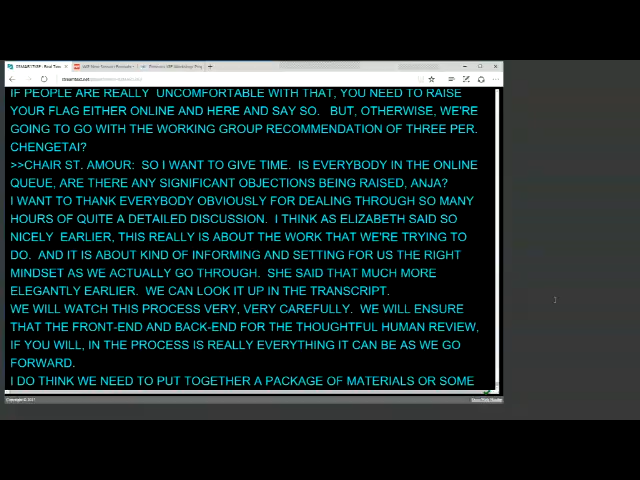 IF PEOPLE ARE REALLY UNCOMFORTABLE WITH THAT, YOU NEED TO RAISE
YOUR FLAG EITHER ONLINE AND HERE AND SAY SO. BUT, OTHERWISE, WE'RE
GOING TO GO WITH THE WORKING GROUP RECOMMENDATION OF THREE PER.
CHENGETAI?
>>CHAIR ST. AMOUR: SO I WANT TO GIVE TIME. IS EVERYBODY IN THE ONLINE
QUEUE, ARE THERE ANY SIGNIFICANT OBJECTIONS BEING RAISED, ANJA?
I WANT TO THANK EVERYBODY OBVIOUSLY FOR DEALING THROUGH SO MANY
HOURS OF QUITE A DETAILED DISCUSSION. I THINK AS ELIZABETH SAID SO
NICELY EARLIER, THIS REALLY IS ABOUT THE WORK THAT WE'RE TRYING TO
DO. AND IT IS ABOUT KIND OF INFORMING AND SETTING FOR US THE RIGHT
MINDSET AS WE ACTUALLY GO THROUGH. SHE SAID THAT MUCH MORE
ELEGANTLY EARLIER. WE CAN LOOK IT UP IN THE TRANSCRIPT.
WE WILL WATCH THIS PROCESS VERY, VERY CAREFULLY. WE WILL ENSURE
THAT THE FRONT-END AND BACK-END FOR THE THOUGHTFUL HUMAN REVIEW,
IF YOU WILL, IN THE PROCESS IS REALLY EVERYTHING IT CAN BE AS WE GO
FORWARD.
I DO THINK WE NEED TO PUT TOGETHER A PACKAGE OF MATERIALS OR SOME